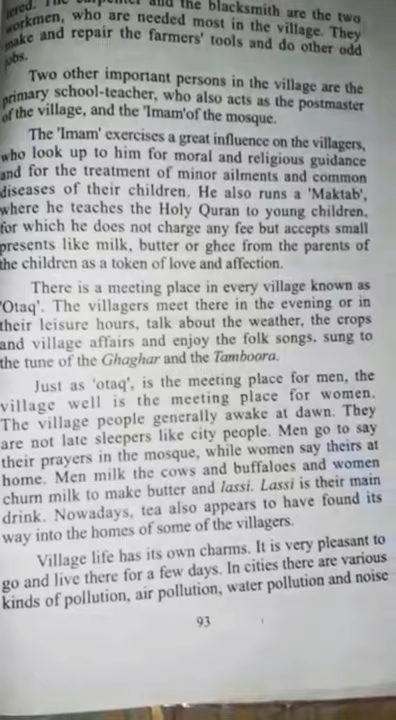 and the blacksmith are the two
workmen, who are needed most in the village. They
make and repair the farmers' tools and do other odd
jobs.
Two other important persons in the village are the
primary school-teacher, who also acts as the postmaster
of the village, and the 'Imam'of the mosque.
The 'Imam' exercises a great influence on the villagers,
who look up to him for moral and religious guidance
and for the treatment of minor ailments and common
diseases of their children. He also runs a 'Maktab',
where he teaches the Holy Quran to young children,
for which he does not charge any fee but accepts small
presents like milk, butter or ghee from the parents of
the children as a token of love and affection.
There is a meeting place in every village known as
'Otaq'. The villagers meet there in the evening or in
their leisure hours, talk about the weather, the crops
and village affairs and enjoy the folk songs. sung to
the tune of the Ghaghar and the Tamboora.
Just as 'otaq', is the meeting place for men, the
village well is the meeting place for women.
The village people generally awake at dawn. They
are not late sleepers like city people. Men go to say
their prayers in the mosque, while women say theirs at
home. Men milk the cows and buffaloes and women
churn milk to make butter and lassi. Lassi is their main
drink. Nowadays, tea also appears to have found its
way into the homes of some of the villagers.
Village life has its own charms. It is very pleasant to
go and live there for a few days. In cities there are various
kinds of pollution, air pollution, water pollution and noise
93